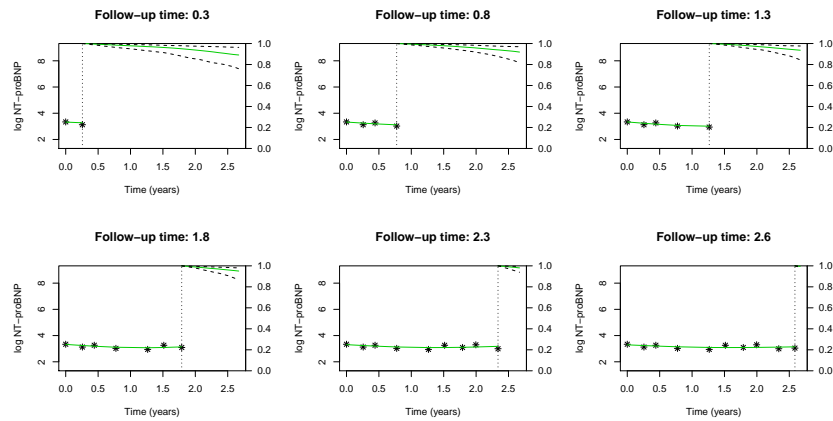 Follow−up time: 0.3
log NT−proBNP
2 4 6 8
0.0 0.2 0.4 0.6 0.8 1.0
0.0 0.5 1.0 1.5 2.0 2.5
Time (years)
Follow−up time: 0.8
log NT−proBNP
2 4 6 8
0.0 0.2 0.4 0.6 0.8 1.0
0.0 0.5 1.0 1.5 2.0 2.5
Time (years)
Follow−up time: 1.3
log NT−proBNP
2 4 6 8
0.0 0.2 0.4 0.6 0.8 1.0
0.0 0.5 1.0 1.5 2.0 2.5
Time (years)
Follow−up time: 1.8
log NT−proBNP
2 4 6 8
0.0 0.2 0.4 0.6 0.8 1.0
0.0 0.5 1.0 1.5 2.0 2.5
Time (years)
Follow−up time: 2.3
log NT−proBNP
2 4 6 8
0.0 0.2 0.4 0.6 0.8 1.0
0.0 0.5 1.0 1.5 2.0 2.5
Time (years)
Follow−up time: 2.6
log NT−proBNP
2 4 6 8
0.0 0.2 0.4 0.6 0.8 1.0
0.0 0.5 1.0 1.5 2.0 2.5
Time (years)